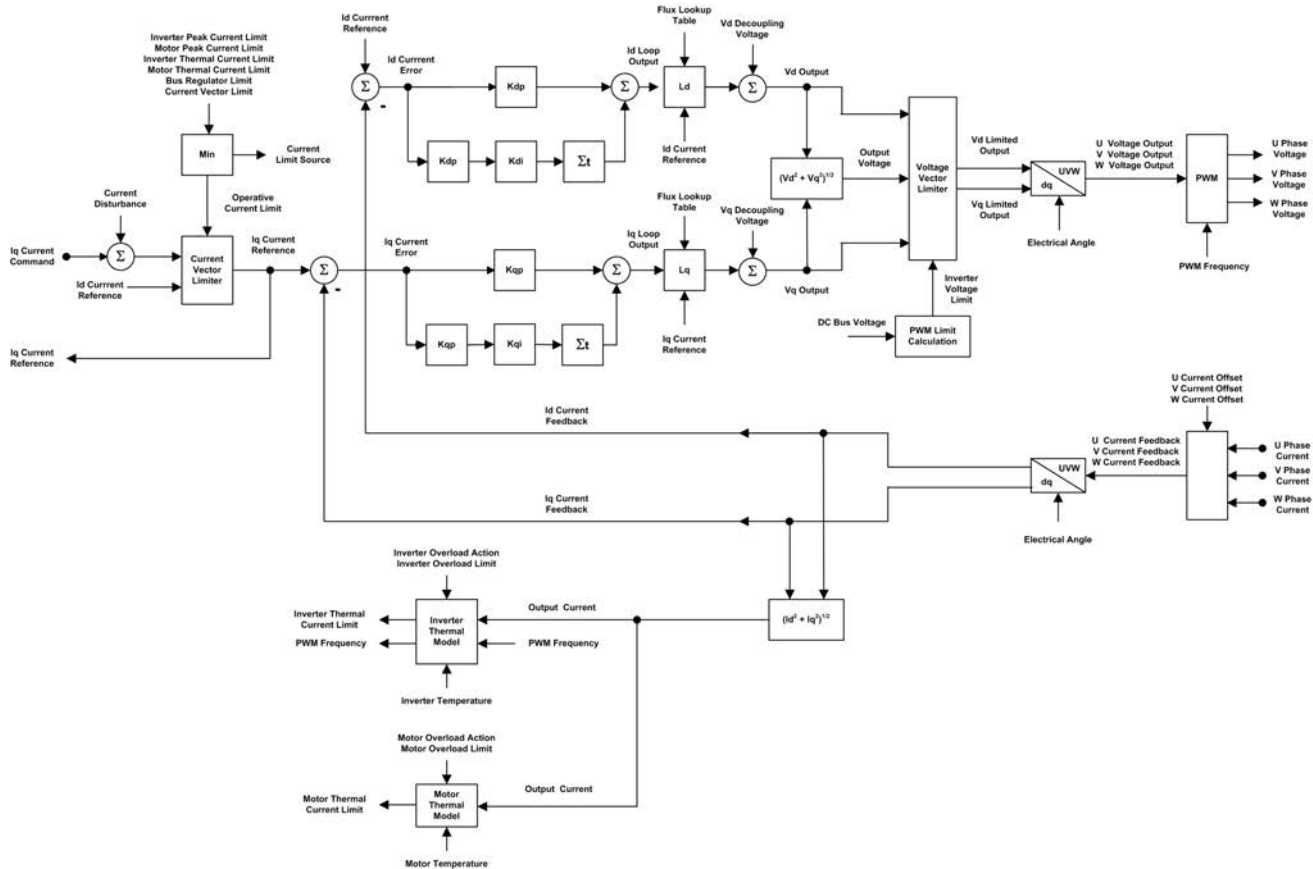 Inverter Peak Current Limit
Motor Peak Current Limit
Inverter Thermal Current Limit
Motor Thermal Current Limit
Bus Regulator Limit
Current Vector Limit
Min
Current
Limit Source
Operative
Current Limit
Current
Disturbance
Iq Current
Command
Σ
Id Currrent
Reference
Current
Vector
Limiter
Iq Current
Reference
Iq Current
Reference
Id Currrent
Reference
Σ
-
Id Currrent
Error
Kdp
Kdp
Kdi
Σt
Σ
Id Loop
Output
Flux Lookup
Table
Ld
Id Current
Reference
Vd Decoupling
Voltage
Σ
Vd Output
Σ
-
Iq Current
Error
Kqp
Kqp
Kqi
Σt
Σ
Iq Loop
Output
Flux Lookup
Table
Lq
Iq Current
Reference
Vq Decoupling
Voltage
Σ
Vq Output
(Vd² + Vq²)1/2
Output
Voltage
Voltage
Vector
Limiter
Inverter
Voltage
Limit
DC Bus Voltage
PWM Limit
Calculation
Vd Limited
Output
Vq Limited
Output
UVW
dq
Electrical Angle
U Voltage Output
V Voltage Output
W Voltage Output
PWM
PWM Frequency
U Phase
Voltage
V Phase
Voltage
W Phase
Voltage
U Current Offset
V Current Offset
W Current Offset
U Phase
Current
V Phase
Current
W Phase
Current
U Current Feedback
V Current Feedback
W Current Feedback
UVW
dq
Electrical Angle
Id Current
Feedback
Iq Current
Feedback
(Id² + Iq²)1/2
Inverter Overload Action
Inverter Overload Limit
Output Current
Inverter Thermal
Current Limit
PWM Frequency
Inverter
Thermal
Model
PWM Frequency
Inverter Temperature
Motor Overload Action
Motor Overload Limit
Output Current
Motor Thermal
Current Limit
Motor
Thermal
Model
Motor Temperature